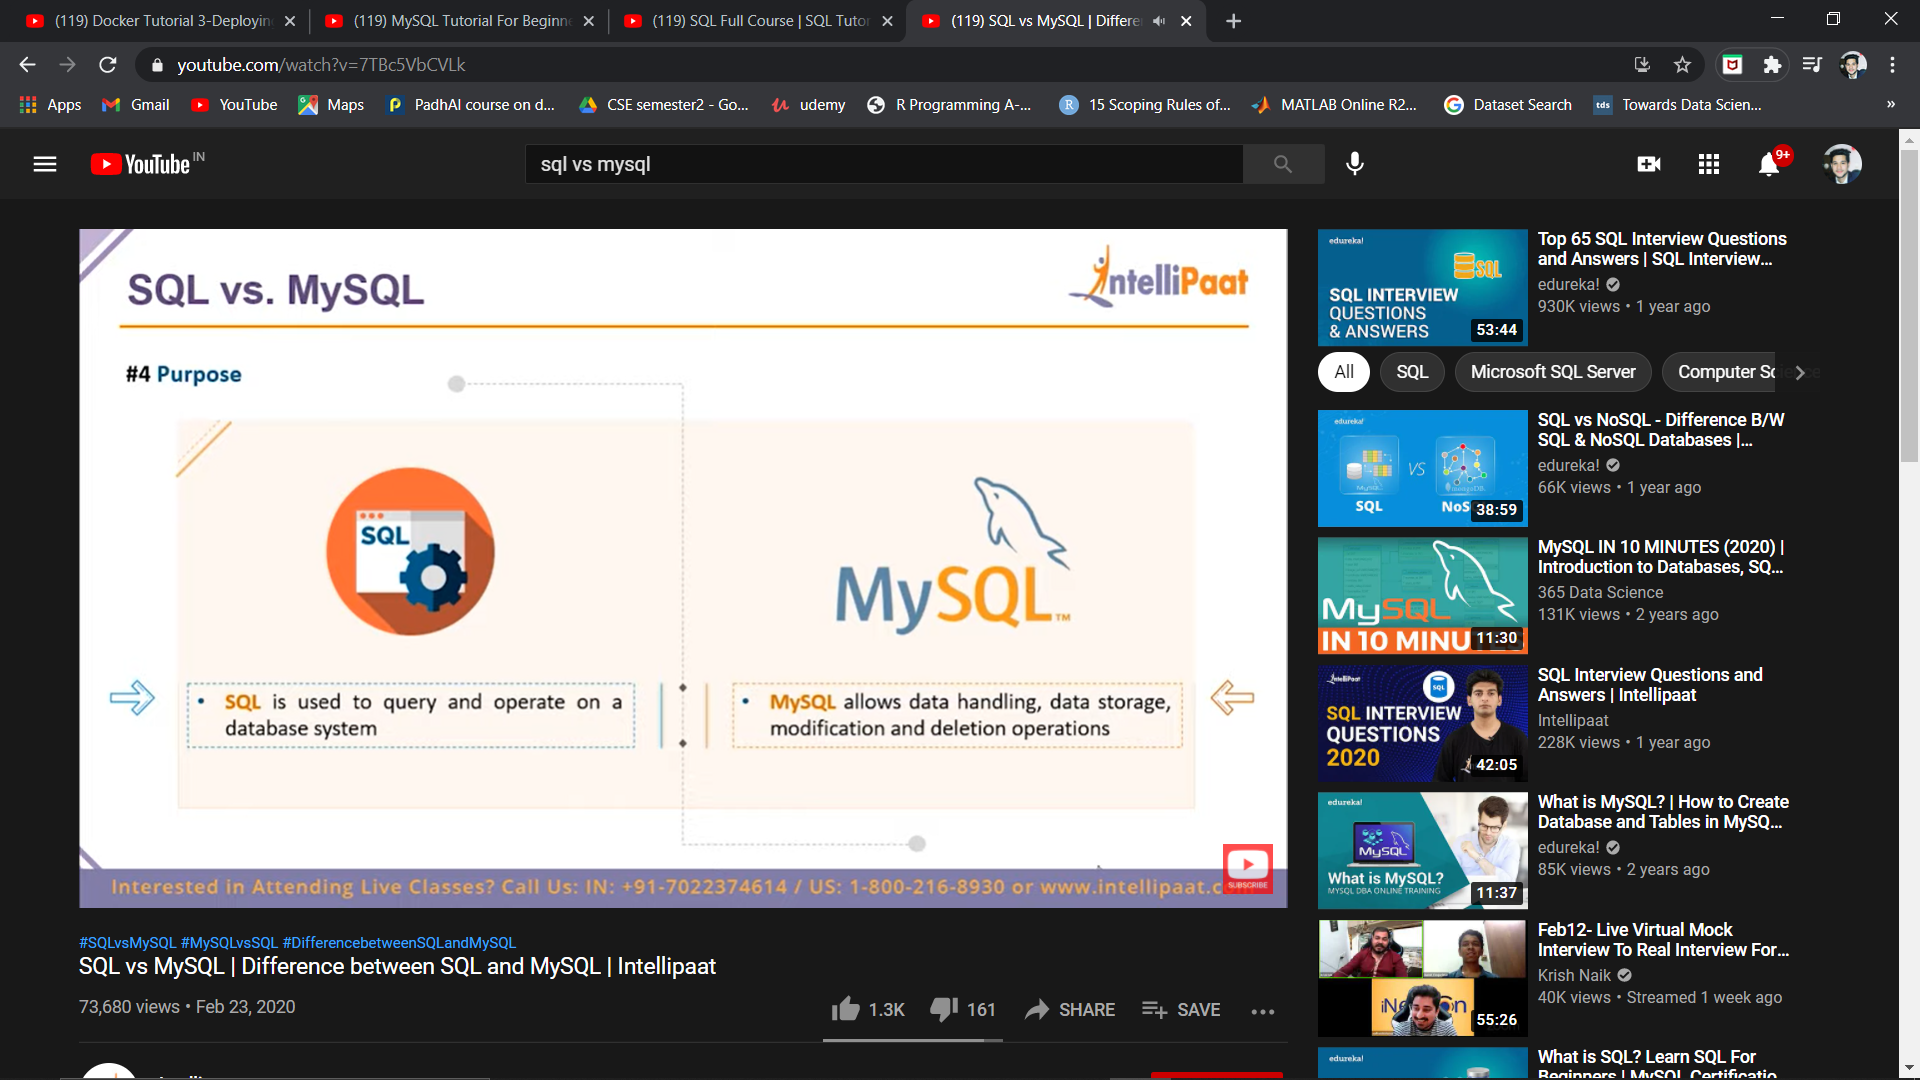 (119) Docker Tutorial 3-Deployin
(119) MySQL Tutorial For Beginn
(119) SQL Full Course | SQL Tutor
(119) SQL vs MySQL | Differe
youtube.com/watch?v=7TBc5VbCVLk
Apps
Gmail
YouTube
Maps
PadhAI course on d...
CSE semester2 - Go...
udemy
R Programming A-...
15 Scoping Rules of...
MATLAB Online R2...
Dataset Search
tds
Towards Data Scien...
»
YouTube IN
sql vs mysql
9+
SQL vs. MySQL
IntelliPaat
#4 Purpose
SQL
MySQL™
• SQL is used to query and operate on a
database system
• MySQL allows data handling, data storage,
modification and deletion operations
SUBSCRIBE
Interested in Attending Live Classes? Call Us: IN: +91-7022374614 / US: 1-800-216-8930 or www.intellipaat.c
#SQLvsMySQL #MySQLvsSQL #DifferencebetweenSQLandMySQL
SQL vs MySQL | Difference between SQL and MySQL | Intellipaat
73,680 views • Feb 23, 2020
1.3K
161
SHARE
SAVE
edureka!
SQL
SQL INTERVIEW
QUESTIONS
& ANSWERS
53:44
Top 65 SQL Interview Questions
and Answers | SQL Interview...
edureka!
930K views • 1 year ago
All
SQL
Microsoft SQL Server
Computer Science
edureka!
VS
SQL
NoS
38:59
SQL vs NoSQL - Difference B/W
SQL & NoSQL Databases |...
edureka!
66K views • 1 year ago
MySQL
IN 10 MINU
11:30
MySQL IN 10 MINUTES (2020) |
Introduction to Databases, SQ...
365 Data Science
131K views • 2 years ago
IntelliPaat
SQL
SQL INTERVIEW
QUESTIONS
2020
42:05
SQL Interview Questions and
Answers | Intellipaat
Intellipaat
228K views • 1 year ago
edureka!
MySQL
What is MySQL?
MYSQL DBA ONLINE TRAINING
11:37
What is MySQL? | How to Create
Database and Tables in MySQ...
edureka!
85K views • 2 years ago
55:26
Feb12- Live Virtual Mock
Interview To Real Interview For...
Krish Naik
40K views • Streamed 1 week ago
edureka!
What is SQL? Learn SQL For
Beginners | MySQL Certificatio